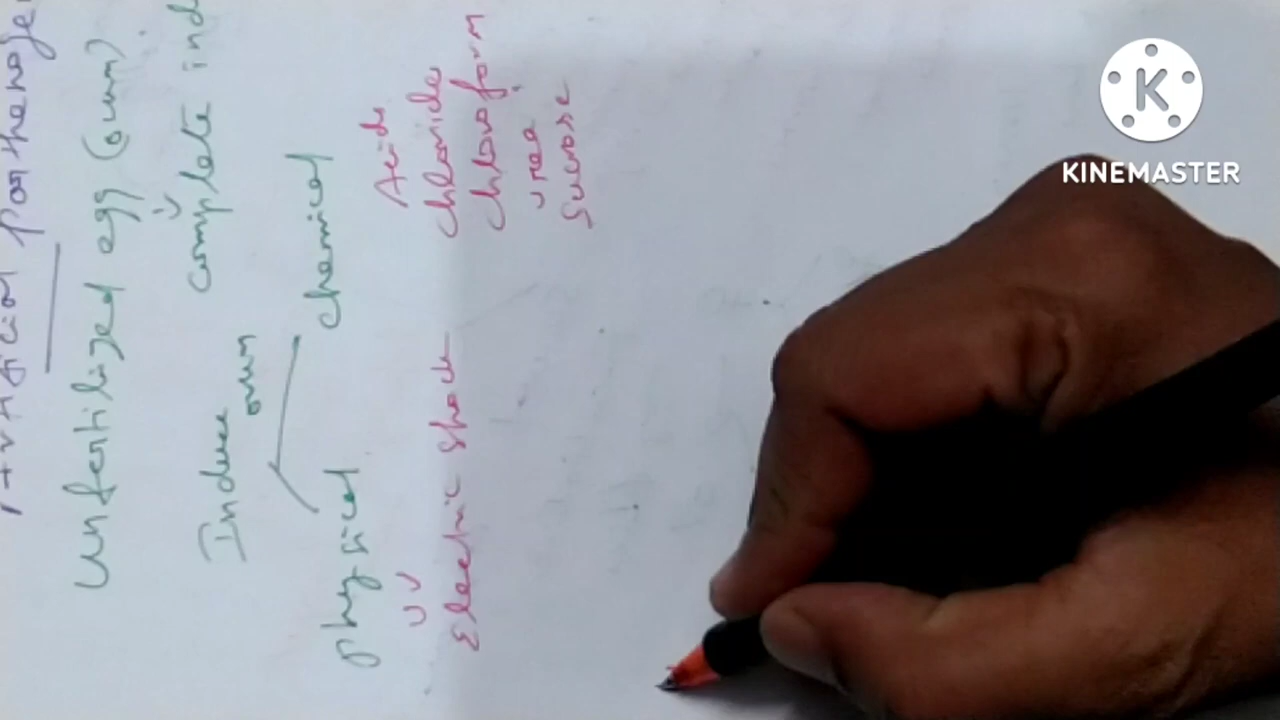 Artificial Parthenoge
Unfertilized egg (ovum)
complete ind
Induce
ovum
Physical
chemical
UV
Acids
Electric shock
chloride
chloroform
urea
Sucrose
K
KINEMASTER